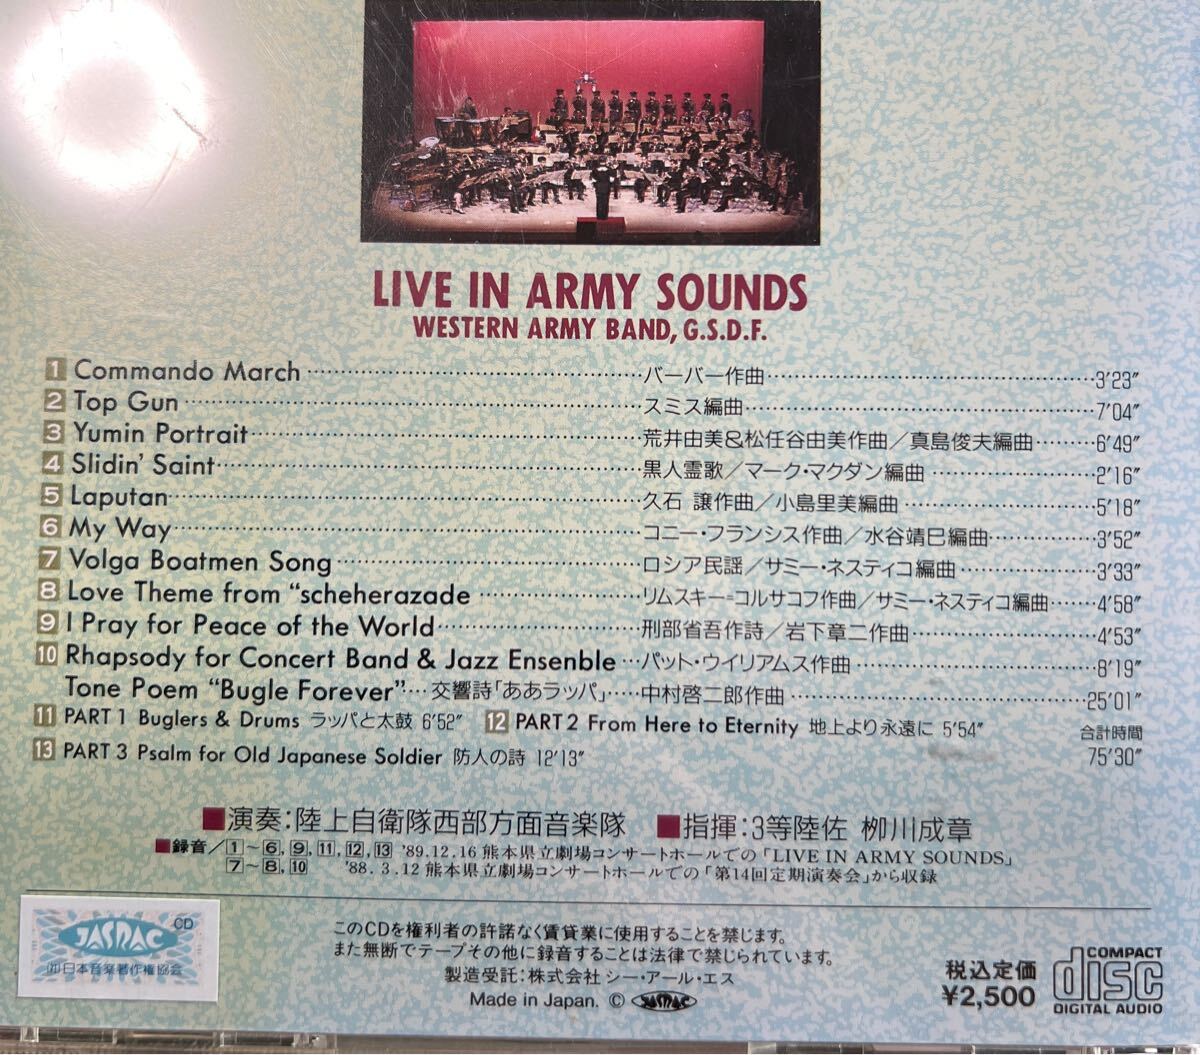 LIVE IN ARMY SOUNDS
WESTERN ARMY BAND, G.S.D.F.
1 Commando March……バーバー作曲……3'23"
2 Top Gun……スミス編曲……7'04"
3 Yumin Portrait……荒井由美&松任谷由美作曲／真島俊夫編曲……6'49"
4 Slidin' Saint……黒人霊歌／マーク・マクダン編曲……2'16"
5 Laputan……久石 譲作曲／小島里美編曲……5'18"
6 My Way……コニー・フランシス作曲／水谷靖巳編曲……3'52"
7 Volga Boatmen Song……ロシア民謡／サミー・ネスティコ編曲……3'33"
8 Love Theme from "scheherazade……リムスキー・コルサコフ作曲／サミー・ネスティコ編曲……4'58"
9 I Pray for Peace of the World……刑部省吾作詩／岩下章二作曲……4'53"
10 Rhapsody for Concert Band & Jazz Ensenble…パット・ウイリアムス作曲……8'19"
Tone Poem "Bugle Forever"…交響詩「ああラッパ」……中村啓二郎作曲……25'01"
11 PART 1 Buglers & Drums ラッパと太鼓 6'52" 12 PART 2 From Here to Eternity 地上より永遠に 5'54" 合計時間
13 PART 3 Psalm for Old Japanese Soldier 防人の詩 12'13" 75'30"
■演奏:陸上自衛隊西部方面音楽隊 ■指揮:3等陸佐 栁川成章
■録音／1～6, 9, 11, 12, 13 '89.12.16 熊本県立劇場コンサートホールでの「LIVE IN ARMY SOUNDS」
7～8, 10 '88.3.12 熊本県立劇場コンサートホールでの「第14回定期演奏会」から収録
JASRAC CD
(社)日本音楽著作権協会
このCDを権利者の許諾なく賃貸業に使用することを禁じます。
また無断でテープその他に録音することは法律で禁じられています。
製造受託:株式会社シー・アール・エス
Made in Japan. © JASRAC
税込定価
¥2,500
COMPACT
disc
DIGITAL AUDIO